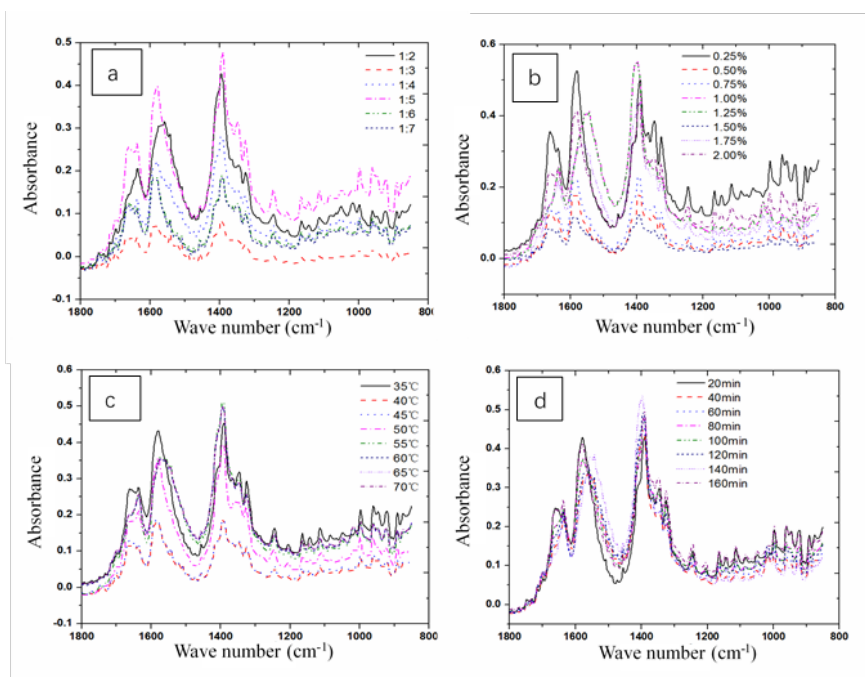 a
1:2
1:3
1:4
1:5
1:6
1:7
0.5
0.4
0.3
0.2
0.1
0.0
-0.1
Absorbance
1800 1600 1400 1200 1000 800
Wave number (cm-1)
b
0.25%
0.50%
0.75%
1.00%
1.25%
1.50%
1.75%
2.00%
0.6
0.4
0.2
0.0
Absorbance
1800 1600 1400 1200 1000 800
Wave number (cm-1)
c
35℃
40℃
45℃
50℃
55℃
60℃
65℃
70℃
0.6
0.5
0.4
0.3
0.2
0.1
0.0
-0.1
Absorbance
1800 1600 1400 1200 1000 800
Wave number (cm-1)
d
20min
40min
60min
80min
100min
120min
140min
160min
0.6
0.5
0.4
0.3
0.2
0.1
0.0
Absorbance
1800 1600 1400 1200 1000 800
Wave number (cm-1)